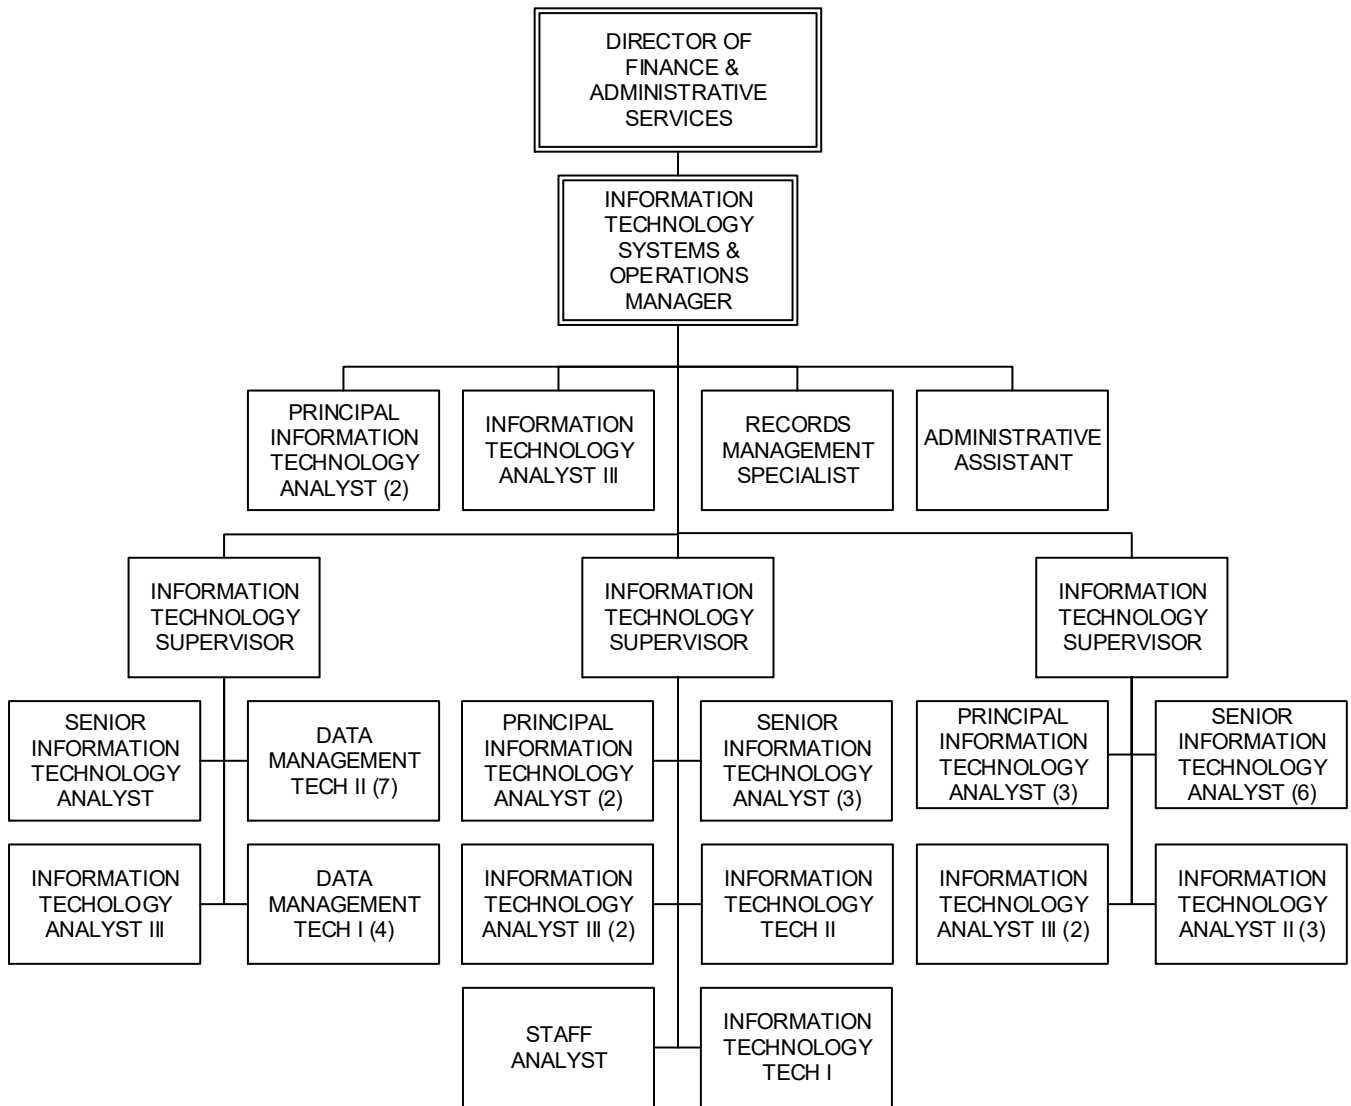 DIRECTOR OF
FINANCE &
ADMINISTRATIVE
SERVICES
INFORMATION
TECHNOLOGY
SYSTEMS &
OPERATIONS
MANAGER
PRINCIPAL
INFORMATION
TECHNOLOGY
ANALYST (2)
INFORMATION
TECHNOLOGY
ANALYST III
RECORDS
MANAGEMENT
SPECIALIST
ADMINISTRATIVE
ASSISTANT
INFORMATION
TECHNOLOGY
SUPERVISOR
INFORMATION
TECHNOLOGY
SUPERVISOR
INFORMATION
TECHNOLOGY
SUPERVISOR
SENIOR
INFORMATION
TECHNOLOGY
ANALYST
DATA
MANAGEMENT
TECH II (7)
PRINCIPAL
INFORMATION
TECHNOLOGY
ANALYST (2)
SENIOR
INFORMATION
TECHNOLOGY
ANALYST (3)
PRINCIPAL
INFORMATION
TECHNOLOGY
ANALYST (3)
SENIOR
INFORMATION
TECHNOLOGY
ANALYST (6)
INFORMATION
TECHOLOGY
ANALYST III
DATA
MANAGEMENT
TECH I (4)
INFORMATION
TECHNOLOGY
ANALYST III (2)
INFORMATION
TECHNOLOGY
TECH II
INFORMATION
TECHNOLOGY
ANALYST III (2)
INFORMATION
TECHNOLOGY
ANALYST II (3)
STAFF
ANALYST
INFORMATION
TECHNOLOGY
TECH I